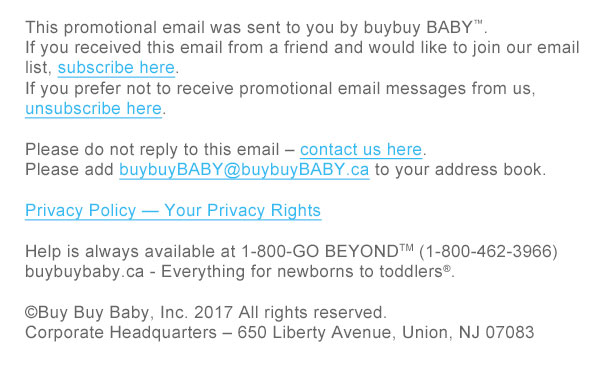 This promotional email was sent to you by buybuy BABY™.
If you received this email from a friend and would like to join our email
list, subscribe here.
If you prefer not to receive promotional email messages from us,
unsubscribe here.
Please do not reply to this email – contact us here.
Please add buybuyBABY@buybuyBABY.ca to your address book.
Privacy Policy — Your Privacy Rights
Help is always available at 1-800-GO BEYOND™ (1-800-462-3966)
buybuybaby.ca - Everything for newborns to toddlers®.
©Buy Buy Baby, Inc. 2017 All rights reserved.
Corporate Headquarters – 650 Liberty Avenue, Union, NJ 07083